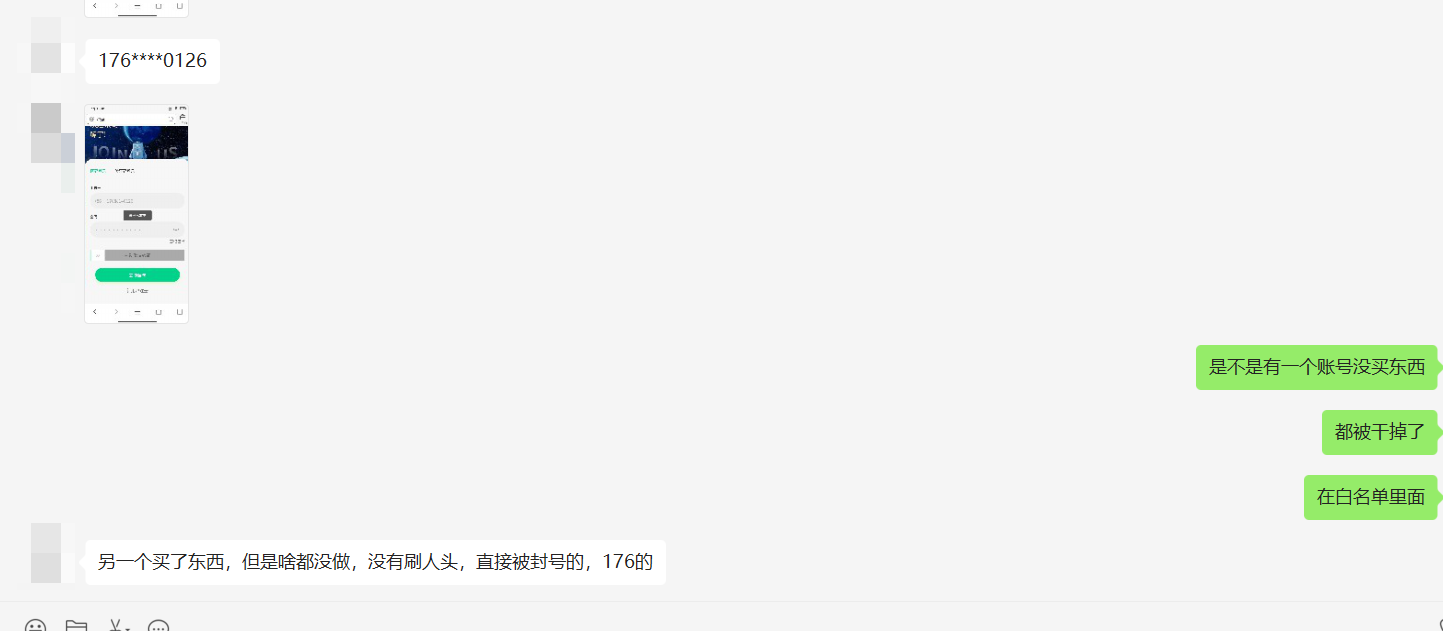 176****0126
JOIN US
是不是有一个账号没买东西
都被干掉了
在白名单里面
另一个买了东西，但是啥都没做，没有刷人头，直接被封号的，176的